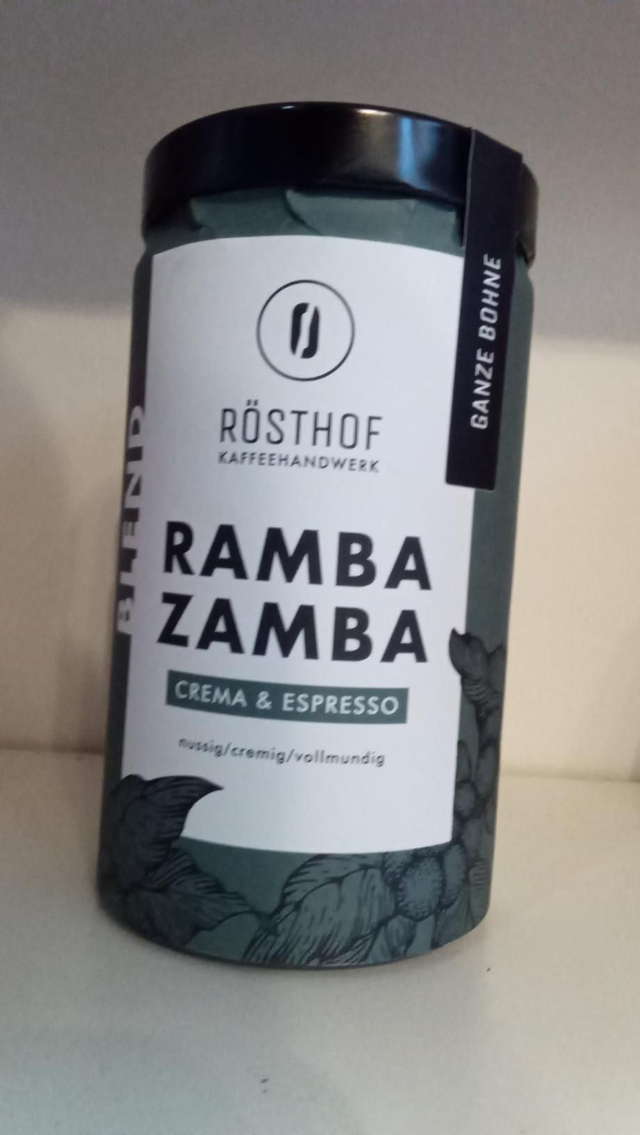 RÖSTHOF
KAFFEEHANDWERK
RAMBA
ZAMBA
CREMA & ESPRESSO
nussig/cremig/vollmundig
BLEND
GANZE BOHNE